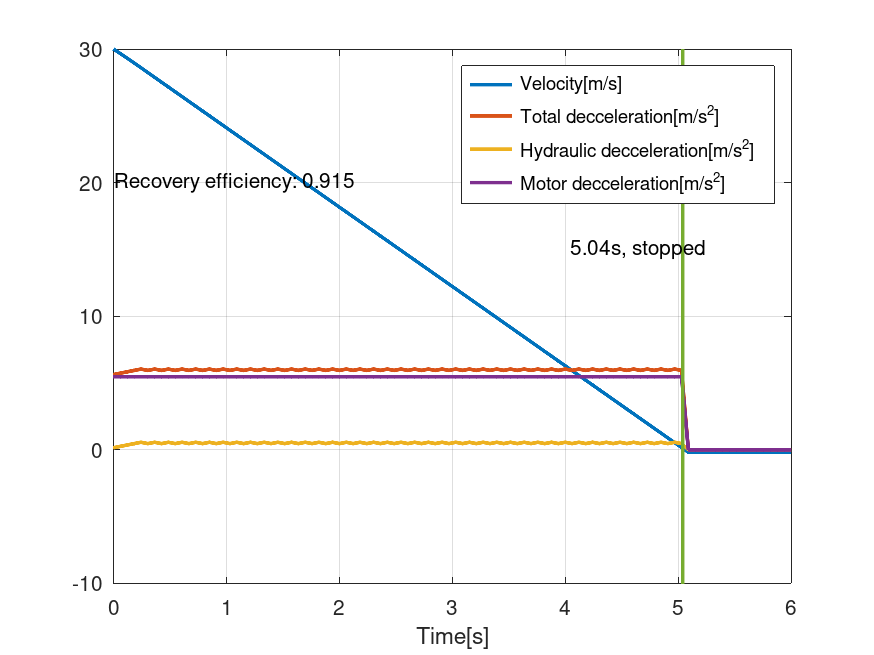 30
20
10
0
-10
0 1 2 3 4 5 6
Time[s]
Velocity[m/s]
Total decceleration[m/s²]
Hydraulic decceleration[m/s²]
Motor decceleration[m/s²]
Recovery efficiency: 0.915
5.04s, stopped